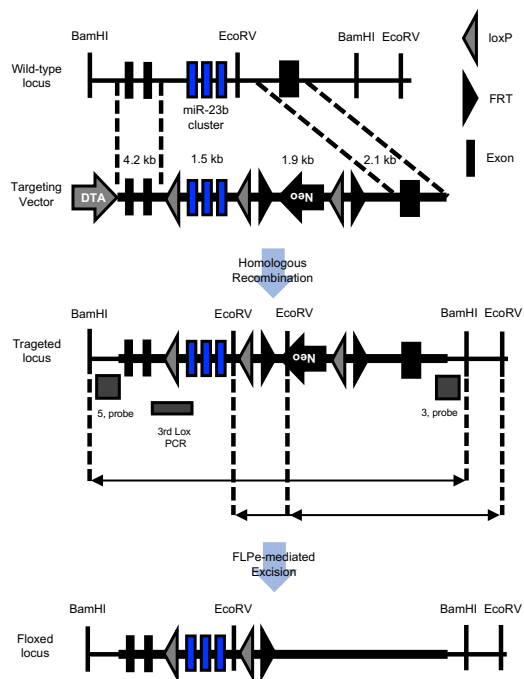 BamHI EcoRV BamHI EcoRV
loxP
Wild-type
locus
miR-23b
cluster
FRT
4.2 kb 1.5 kb 1.9 kb 2.1 kb
Exon
Targeting
Vector
DTA
Neo
Homologous
Recombination
BamHI EcoRV EcoRV BamHI EcoRV
Trageted
locus
Neo
5, probe
3, probe
3rd Lox
PCR
FLPe-mediated
Excision
BamHI EcoRV BamHI EcoRV
Floxed
locus